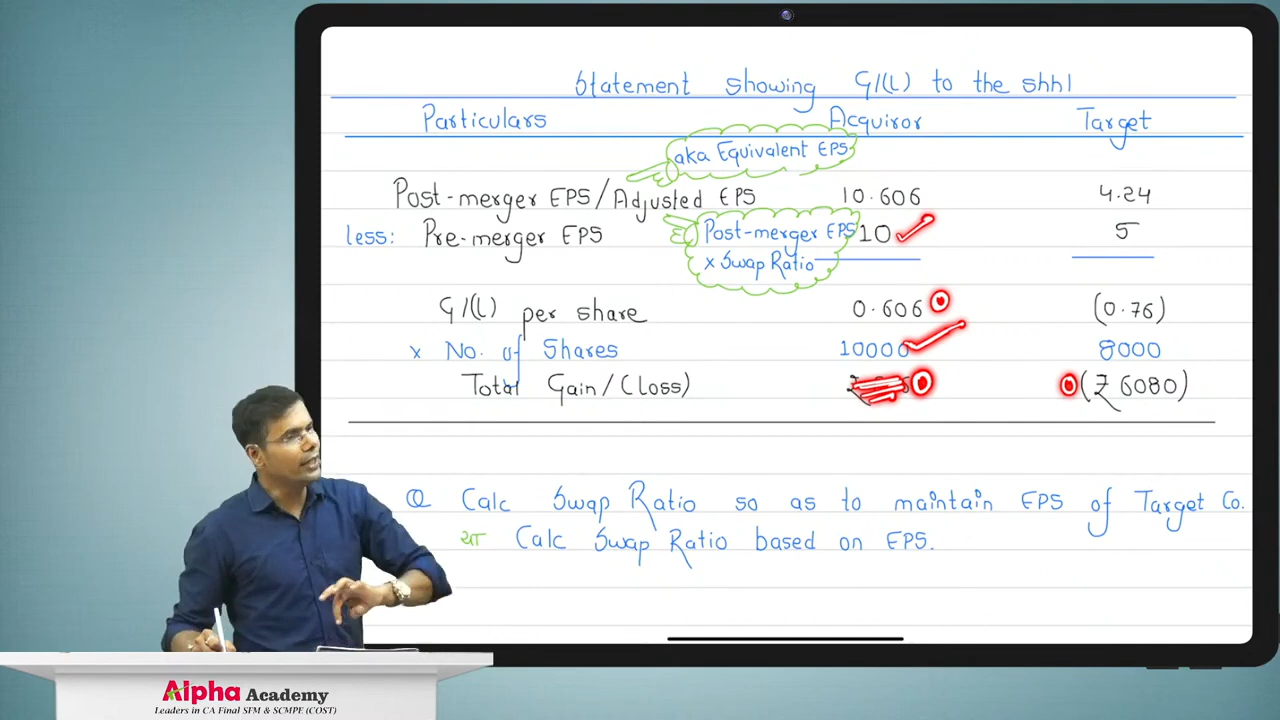 Statement showing G/(L) to the shhl
Particulars Acquiror Target
aka Equivalent EPS
Post-merger EPS/Adjusted EPS 10.606 4.24
less: Pre-merger EPS 10 5
Post-merger EPS
x Swap Ratio
G/(L) per share 0.606 (0.76)
x No. of Shares 10000 8000
Total Gain/(loss) (₹ 6080)
Q Calc Swap Ratio so as to maintain EPS of Target Co.
या Calc Swap Ratio based on EPS.
Alpha Academy
Leaders in CA Final SFM & SCMPE (COST)